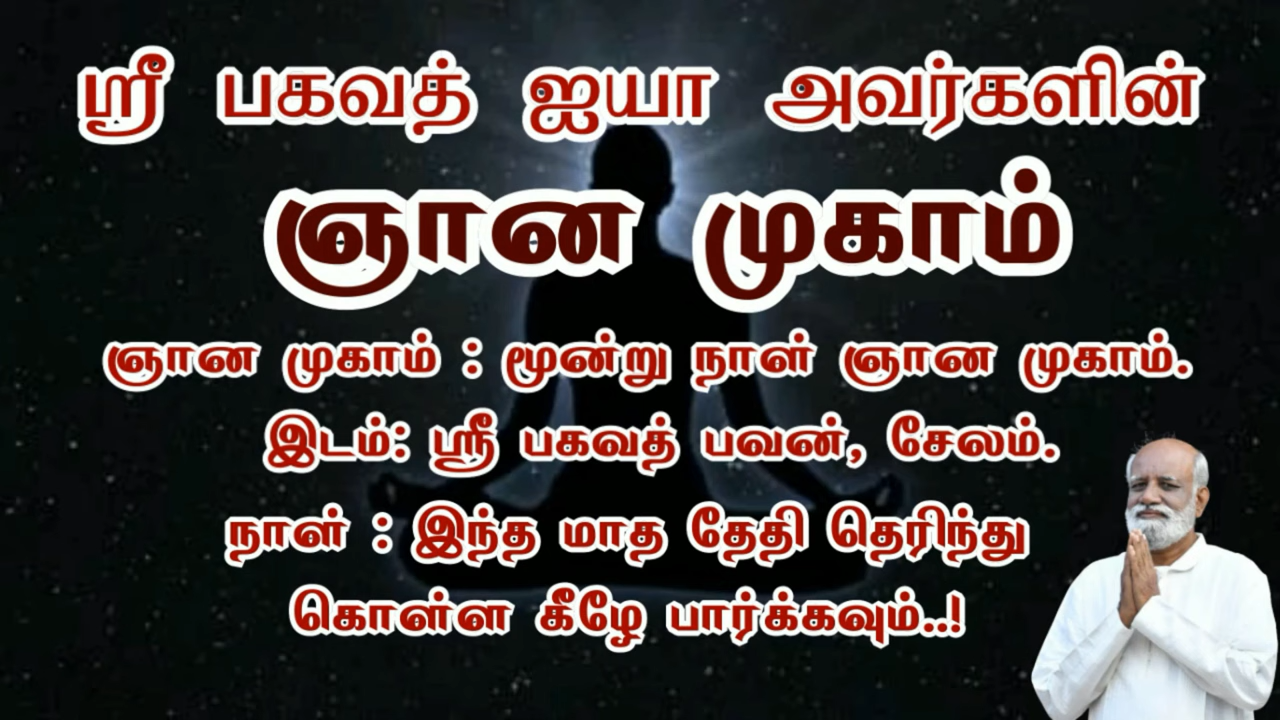 ஸ்ரீ பகவத் ஐயா அவர்களின்
ஞான முகாம்
ஞான முகாம் : மூன்று நாள் ஞான முகாம்.
இடம்: ஸ்ரீ பகவத் பவன், சேலம்.
நாள் : இந்த மாத தேதி தெரிந்து
கொள்ள கீழே பார்க்கவும்..!